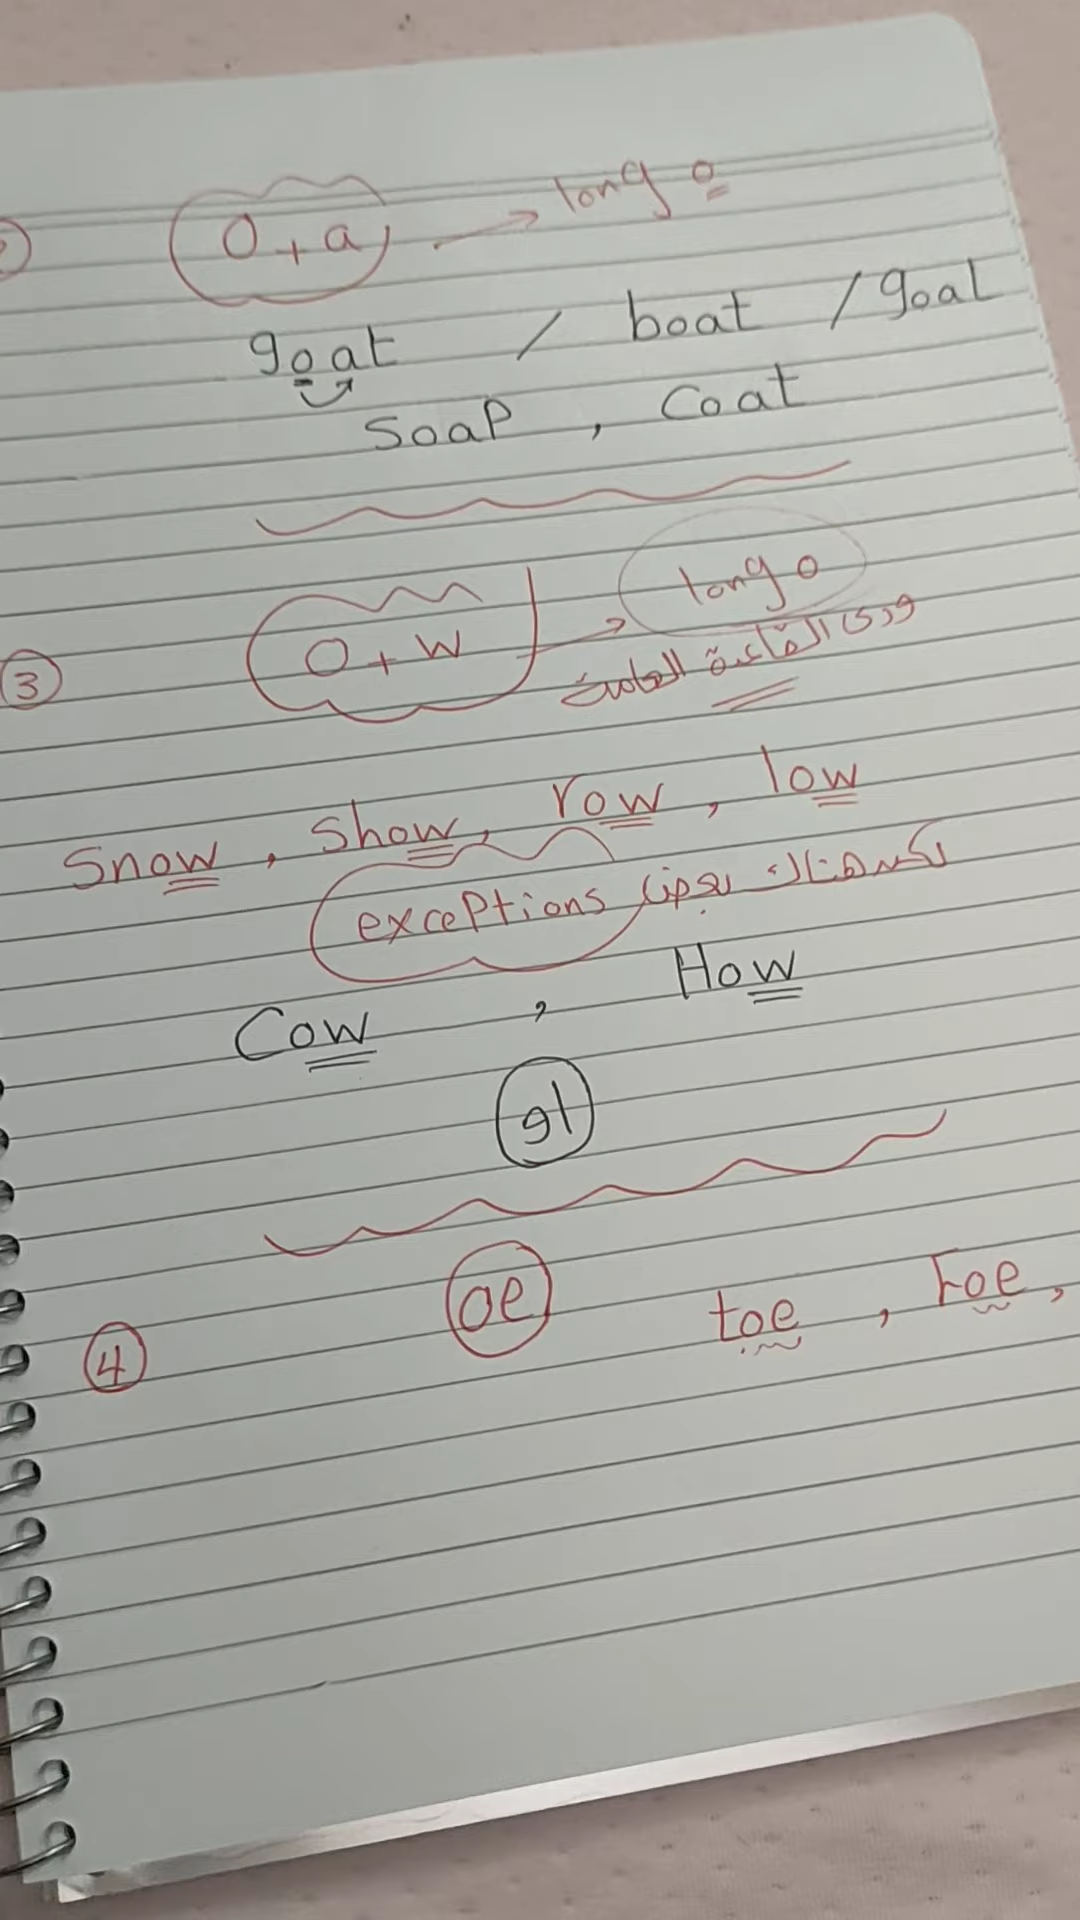 O + a → long o
goat / boat / goal
soap , coat
3 O + w → long o
ودى القاعدة العامة
Snow , Show , row , low
لكن هناك بعض exceptions
Cow , How
او
4 oe toe , Foe ,